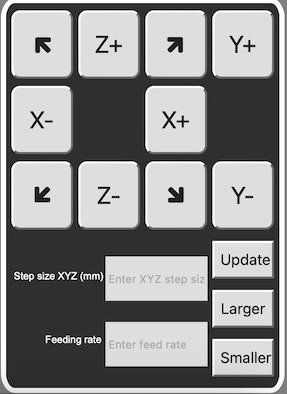 Z+ Y+
X- X+
Z- Y-
Update
Step size XYZ (mm) Enter XYZ step siz
Larger
Feeding rate Enter feed rate
Smaller